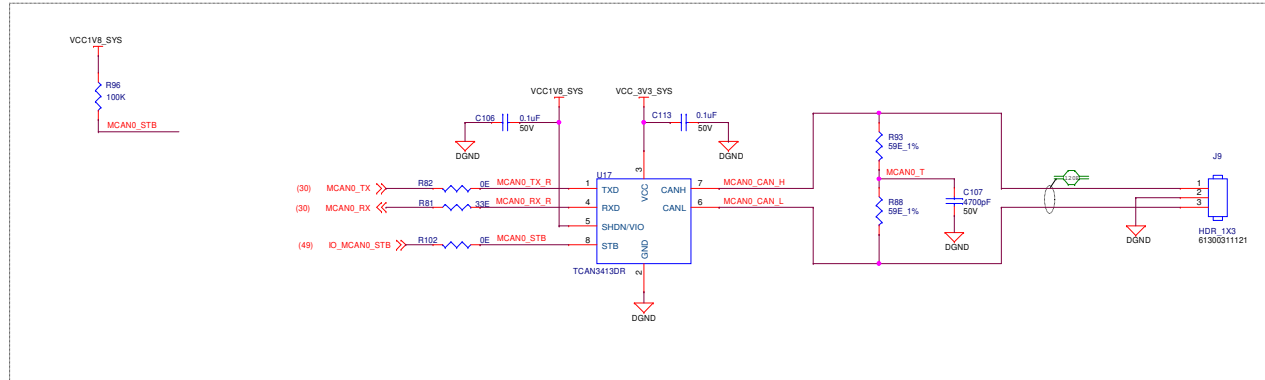 VCC1V8_SYS
R96
100K
MCAN0_STB
VCC1V8_SYS
VCC_3V3_SYS
C106
0.1uF
50V
DGND
C113
0.1uF
50V
DGND
U17
(30) MCAN0_TX
R82
0E
MCAN0_TX_R
1
TXD
(30) MCAN0_RX
R81
33E
MCAN0_RX_R
4
RXD
5
SHDN/VIO
(49) IO_MCAN0_STB
R102
0E
MCAN0_STB
8
STB
3
VCC
GND
2
CANH
7
MCAN0_CAN_H
CANL
6
MCAN0_CAN_L
TCAN3413DR
DGND
R93
59E_1%
MCAN0_T
R88
59E_1%
C107
4700pF
50V
DGND
J9
1
2
3
DGND
HDR_1X3
61300311121